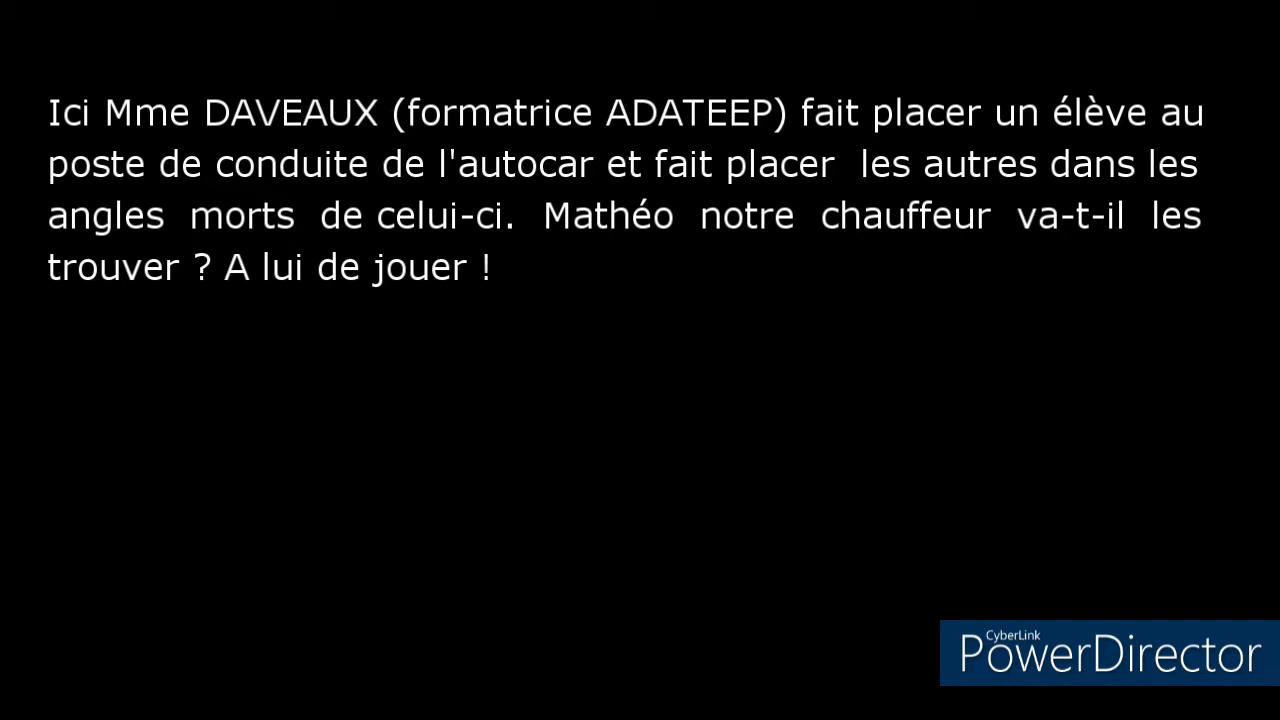 Ici Mme DAVEAUX (formatrice ADATEEP) fait placer un élève au
poste de conduite de l'autocar et fait placer  les autres dans les
angles morts de celui-ci. Mathéo notre chauffeur va-t-il les
trouver ? A lui de jouer !
CyberLink
PowerDirector